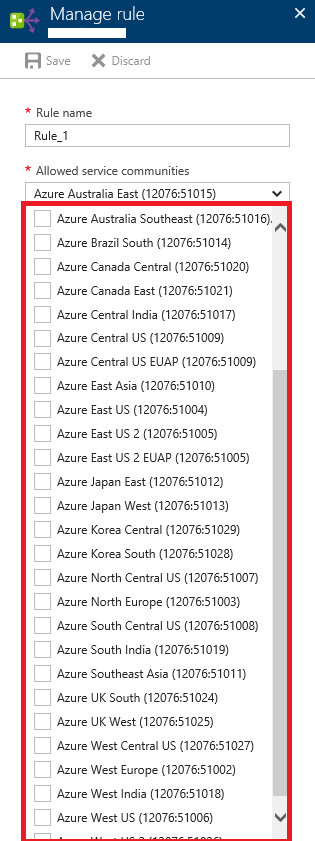 Manage rule
Save
Discard
* Rule name
Rule_1
* Allowed service communities
Azure Australia East (12076:51015)
Azure Australia Southeast (12076:51016).
Azure Brazil South (12076:51014)
Azure Canada Central (12076:51020)
Azure Canada East (12076:51021)
Azure Central India (12076:51017)
Azure Central US (12076:51009)
Azure Central US EUAP (12076:51009)
Azure East Asia (12076:51010)
Azure East US (12076:51004)
Azure East US 2 (12076:51005)
Azure East US 2 EUAP (12076:51005)
Azure Japan East (12076:51012)
Azure Japan West (12076:51013)
Azure Korea Central (12076:51029)
Azure Korea South (12076:51028)
Azure North Central US (12076:51007)
Azure North Europe (12076:51003)
Azure South Central US (12076:51008)
Azure South India (12076:51019)
Azure Southeast Asia (12076:51011)
Azure UK South (12076:51024)
Azure UK West (12076:51025)
Azure West Central US (12076:51027)
Azure West Europe (12076:51002)
Azure West India (12076:51018)
Azure West US (12076:51006)
Azure West US 2 (12076:51026)